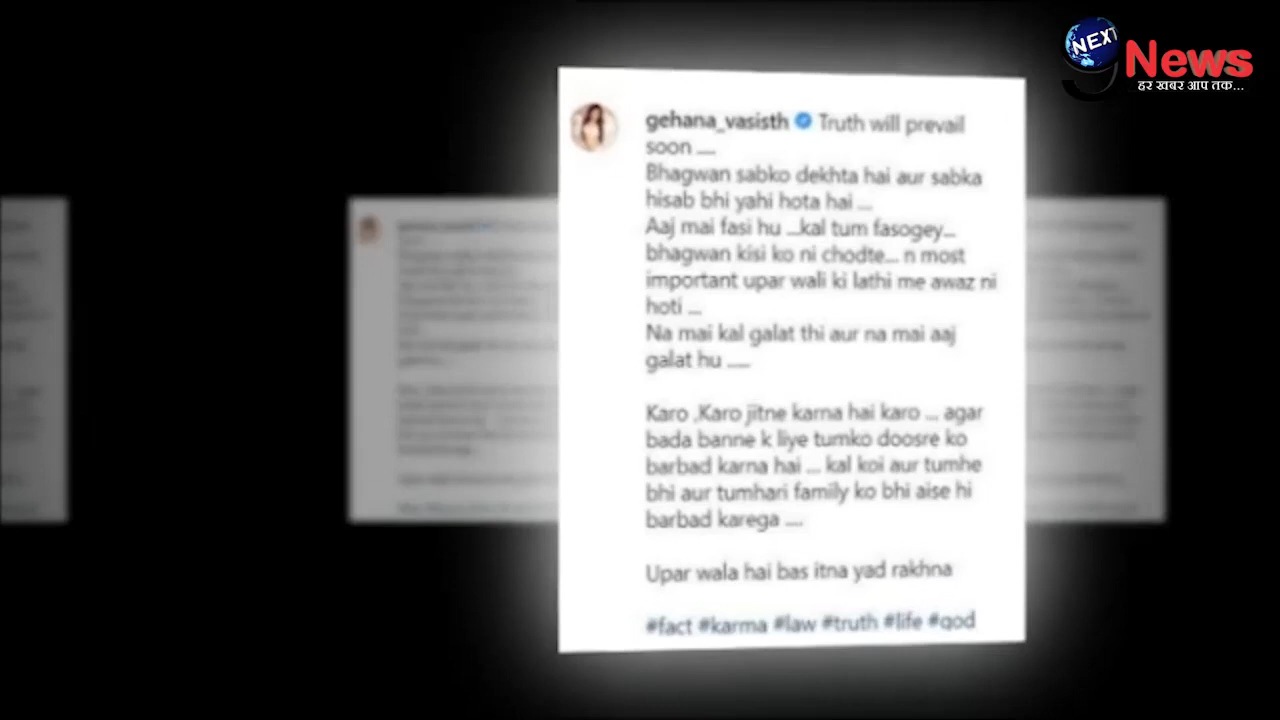 NEXT
9 News
हर खबर आप तक...
gehana_vasisth Truth will prevail
soon ....
Bhagwan sabko dekhta hai aur sabka
hisab bhi yahi hota hai ...
Aaj mai fasi hu ...kal tum fasogey...
bhagwan kisi ko ni chodte... n most
important upar wali ki lathi me awaz ni
hoti ...
Na mai kal galat thi aur na mai aaj
galat hu .....
Karo ,Karo jitne karna hai karo ... agar
bada banne k liye tumko doosre ko
barbad karna hai ... kal koi aur tumhe
bhi aur tumhari family ko bhi aise hi
barbad karega ....
Upar wala hai bas itna yad rakhna
#fact #karma #law #truth #life #god